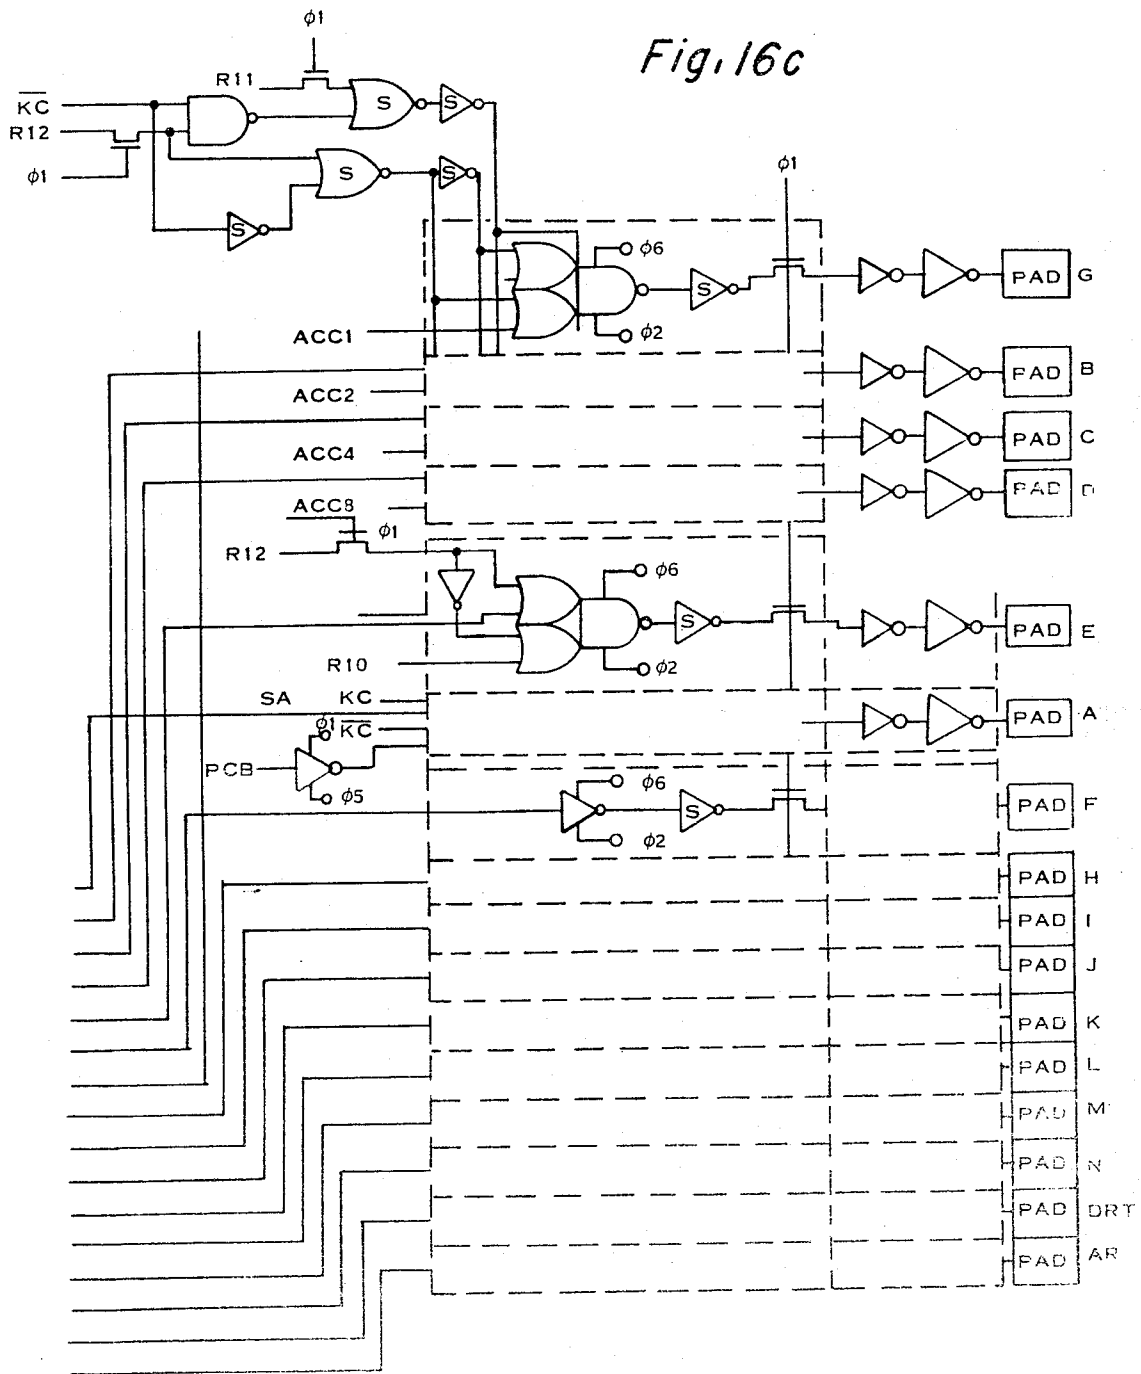 Fig. 16c
ϕ1
R11
KC
R12
ϕ1
S
S
S
S
S
ϕ1
ϕ6
S
PAD G
ACC1
ϕ2
PAD B
ACC2
PAD C
ACC4
PAD D
ACC8
ϕ1
R12
ϕ6
S
PAD E
R10
ϕ2
SA KC
PAD A
ϕ1 KC
PCB
ϕ5
ϕ6
S
PAD F
ϕ2
PAD H
PAD I
PAD J
PAD K
PAD L
PAD M
PAD N
PAD DRT
PAD AR